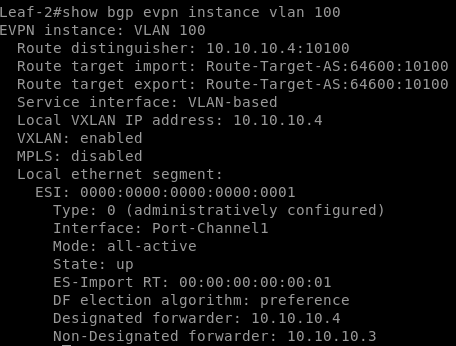 Leaf-2#show bgp evpn instance vlan 100
EVPN instance: VLAN 100
Route distinguisher: 10.10.10.4:10100
Route target import: Route-Target-AS:64600:10100
Route target export: Route-Target-AS:64600:10100
Service interface: VLAN-based
Local VXLAN IP address: 10.10.10.4
VXLAN: enabled
MPLS: disabled
Local ethernet segment:
ESI: 0000:0000:0000:0000:0001
Type: 0 (administratively configured)
Interface: Port-Channel1
Mode: all-active
State: up
ES-Import RT: 00:00:00:00:00:01
DF election algorithm: preference
Designated forwarder: 10.10.10.4
Non-Designated forwarder: 10.10.10.3